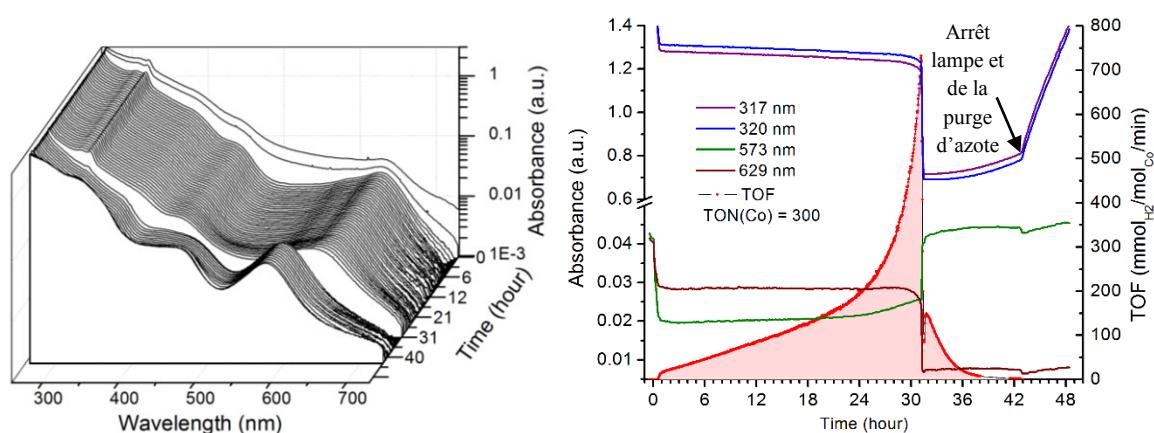 1
0.1
0.01
1E-3
Absorbance (a.u.)
0
6
12
21
31
40
Time (hour)
300 400 500 600 700
Wavelength (nm)
1.4
1.2
1.0
0.8
0.6
0.04
0.03
0.02
0.01
Absorbance (a.u.)
317 nm
320 nm
573 nm
629 nm
TOF
TON(Co) = 300
Arrêt
lampe et
de la
purge
d'azote
800
700
600
500
400
300
200
100
0
TOF (mmol_H2/mol_Co/min)
0 6 12 18 24 30 36 42 48
Time (hour)